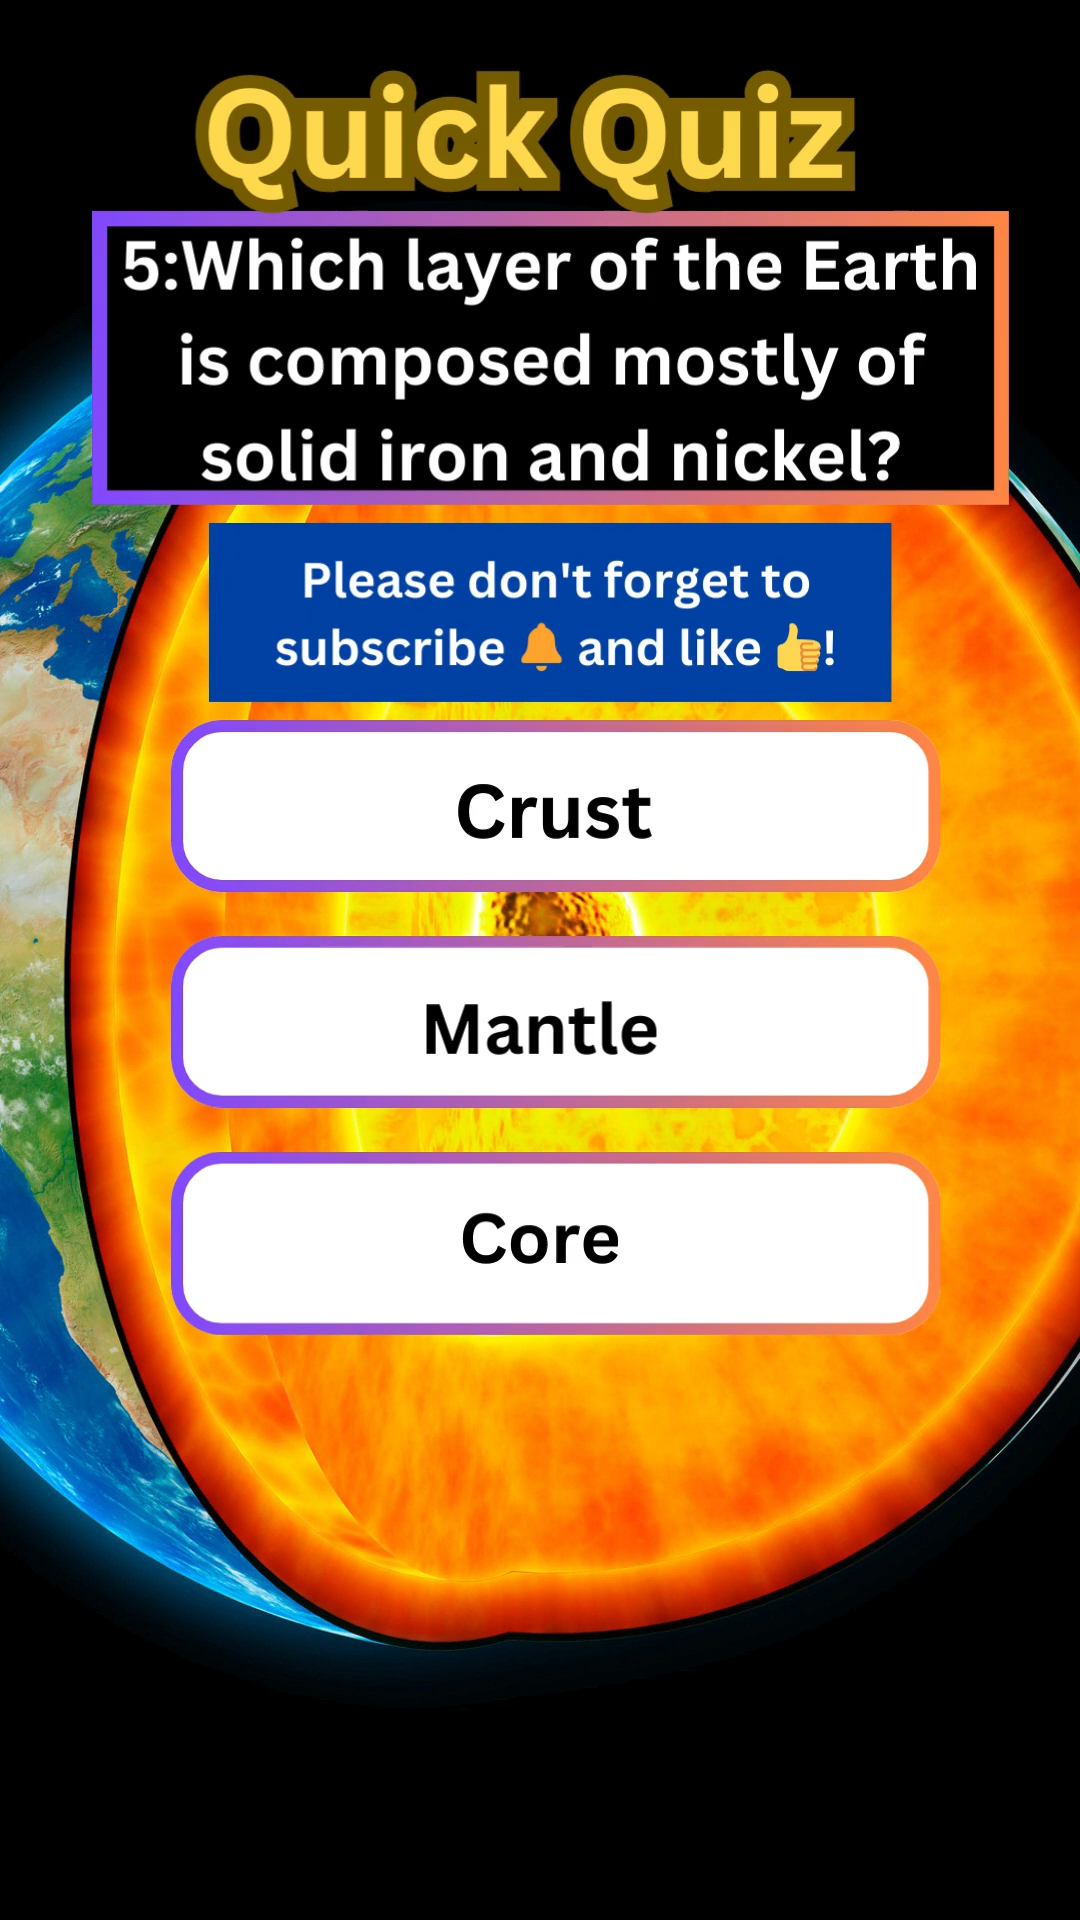 Quick Quiz
5:Which layer of the Earth
is composed mostly of
solid iron and nickel?
Please don't forget to
subscribe 🔔 and like 👍!
Crust
Mantle
Core